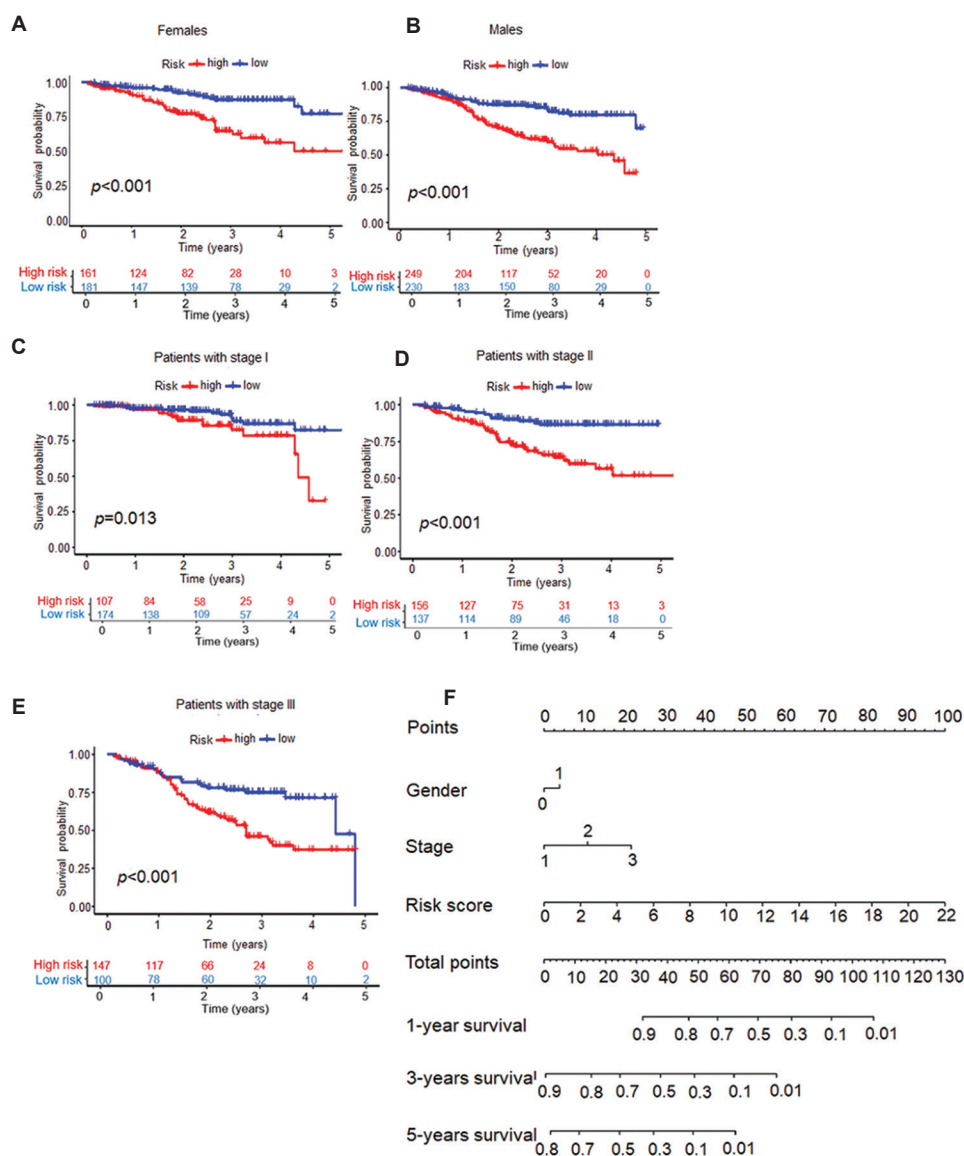 A
Females
Risk high low
Survival probability
1.00
0.75
0.50
0.25
0.00
p<0.001
0 1 2 3 4 5
Time (years)
High risk 161 124 82 28 10 3
Low risk 181 147 139 78 29 2
0 1 2 3 4 5
Time (years)
B
Males
Risk high low
Survival probability
1.00
0.75
0.50
0.25
0.00
p<0.001
0 1 2 3 4 5
Time (years)
High risk 249 204 117 52 20 0
Low risk 230 183 150 80 29 0
0 1 2 3 4 5
Time (years)
C
Patients with stage I
Risk high low
Survival probability
1.00
0.75
0.50
0.25
0.00
p=0.013
0 1 2 3 4 5
Time (years)
High risk 107 84 58 25 9 0
Low risk 174 138 109 57 24 2
0 1 2 3 4 5
Time (years)
D
Patients with stage II
Risk high low
Survival probability
1.00
0.75
0.50
0.25
0.00
p<0.001
0 1 2 3 4 5
Time (years)
High risk 156 127 75 31 13 3
Low risk 137 114 89 46 18 0
0 1 2 3 4 5
Time (years)
E
Patients with stage III
Risk high low
Survival probability
1.00
0.75
0.50
0.25
0.00
p<0.001
0 1 2 3 4 5
Time (years)
High risk 147 117 66 24 8 0
Low risk 100 78 60 32 10 2
0 1 2 3 4 5
Time (years)
F
Points 0 10 20 30 40 50 60 70 80 90 100
Gender 0 1
Stage 1 2 3
Risk score 0 2 4 6 8 10 12 14 16 18 20 22
Total points 0 10 20 30 40 50 60 70 80 90 100 110 120 130
1-year survival 0.9 0.8 0.7 0.5 0.3 0.1 0.01
3-years survival 0.9 0.8 0.7 0.5 0.3 0.1 0.01
5-years survival 0.8 0.7 0.5 0.3 0.1 0.01